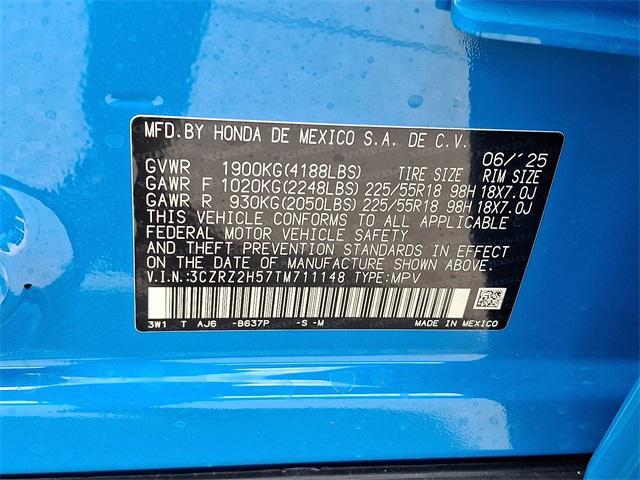 MFD.BY HONDA DE MEXICO S.A. DE C.V.
06/'25
GVWR 1900KG(4188LBS) TIRE SIZE RIM SIZE
GAWR F 1020KG(2248LBS) 225/55R18 98H 18X7.0J
GAWR R 930KG(2050LBS) 225/55R18 98H 18X7.0J
THIS VEHICLE CONFORMS TO ALL APPLICABLE
FEDERAL MOTOR VEHICLE SAFETY
AND THEFT PREVENTION STANDARDS IN EFFECT
ON THE DATE OF MANUFACTURE SHOWN ABOVE.
V.I.N.:3CZRZ2H57TM711148 TYPE:MPV
3W1 T AJ6 -B637P -S -M MADE IN MEXICO